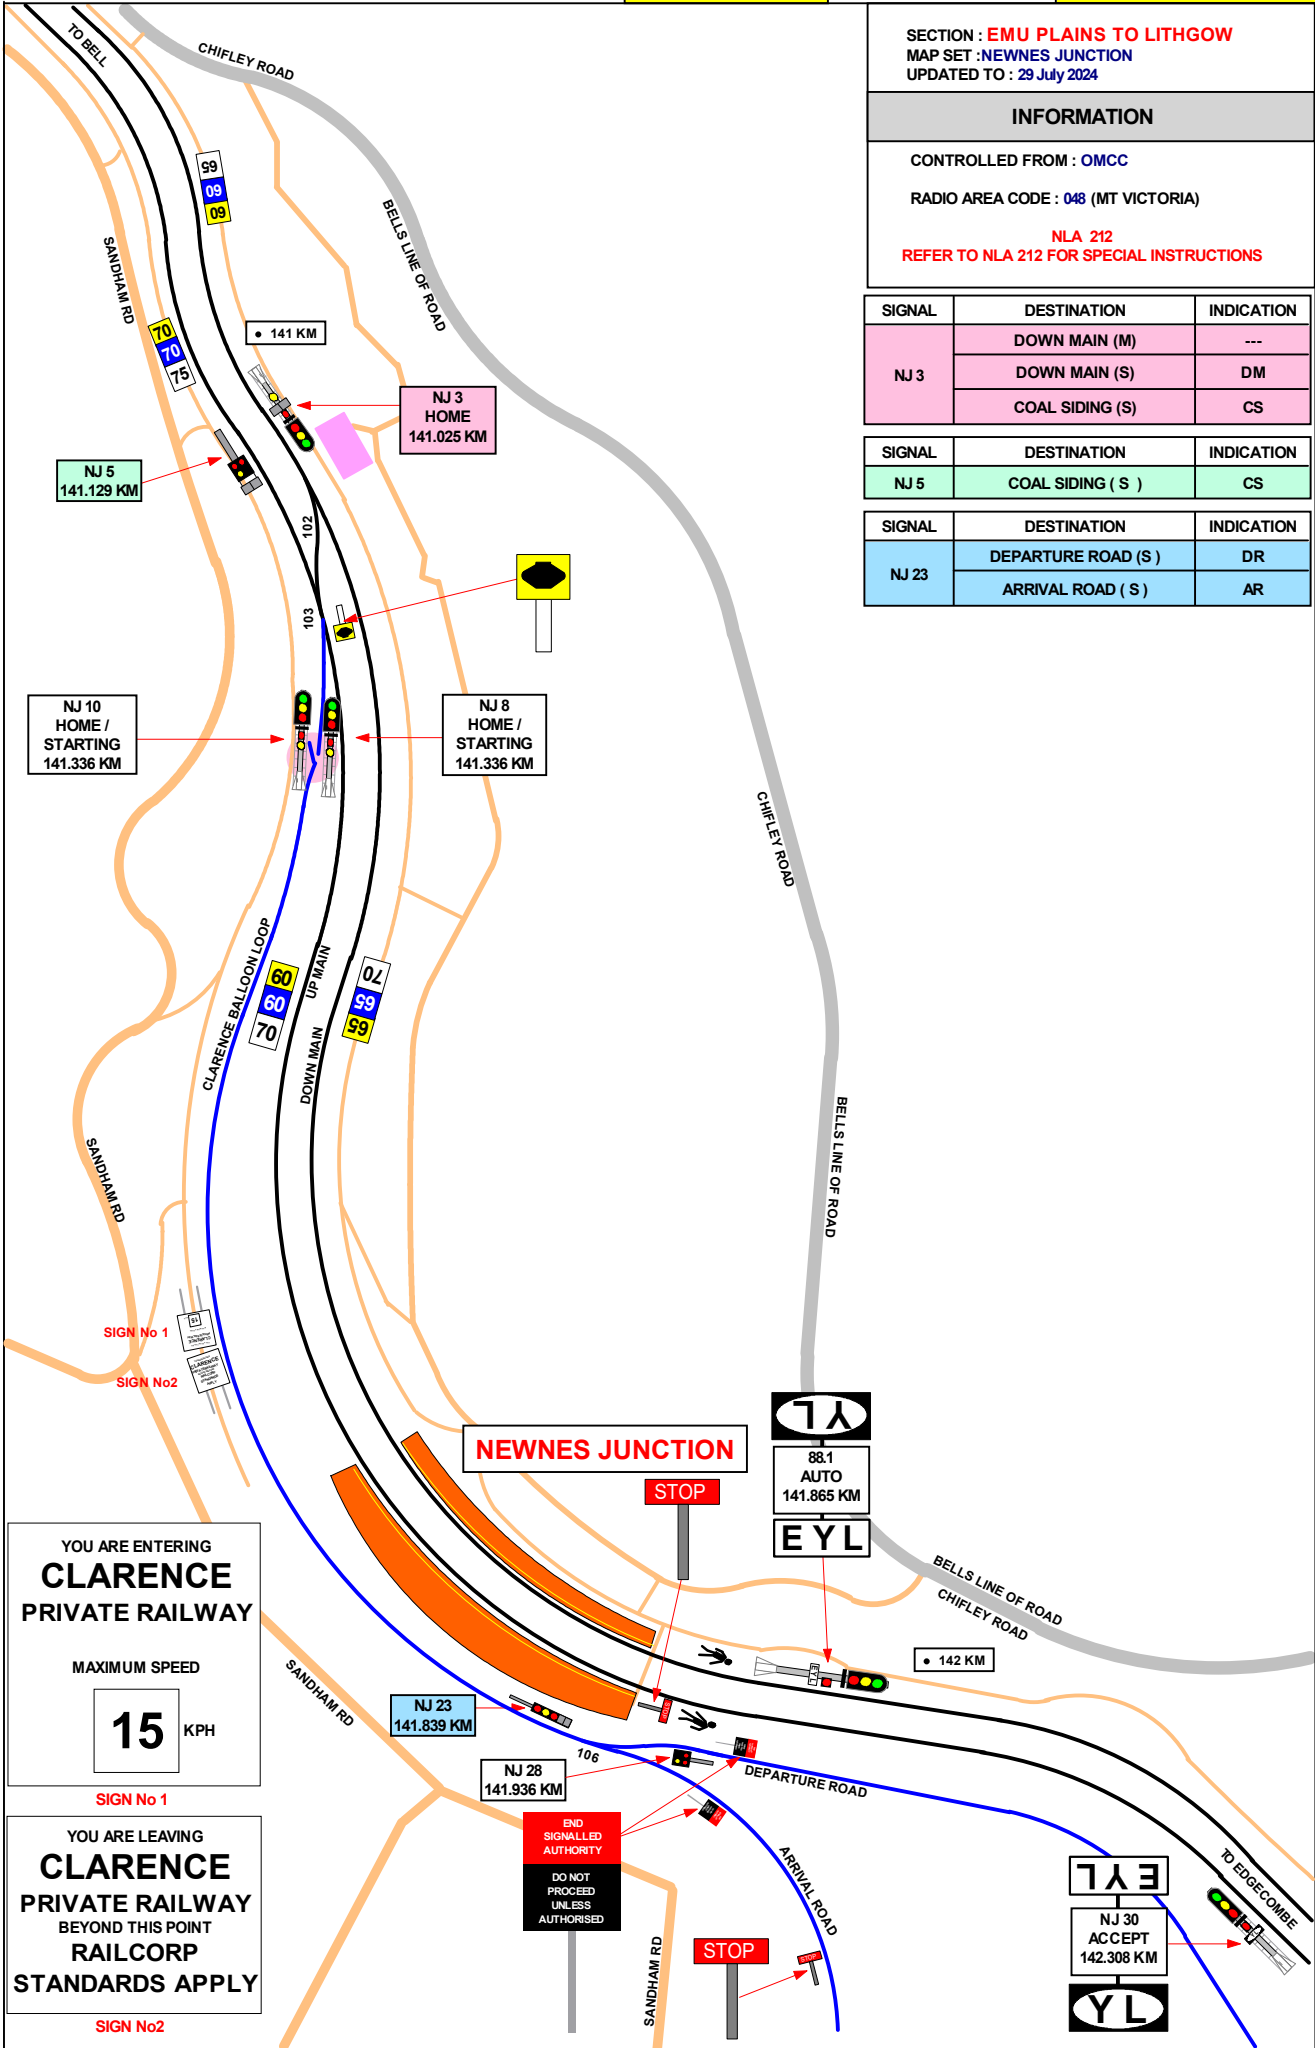 SECTION : EMU PLAINS TO LITHGOW
MAP SET :NEWNES JUNCTION
UPDATED TO : 29 July 2024
INFORMATION
CONTROLLED FROM : OMCC
RADIO AREA CODE : 048 (MT VICTORIA)
NLA 212
REFER TO NLA 212 FOR SPECIAL INSTRUCTIONS
SIGNAL DESTINATION INDICATION
NJ 3
DOWN MAIN (M) ---
DOWN MAIN (S) DM
COAL SIDING (S) CS
SIGNAL DESTINATION INDICATION
NJ 5 COAL SIDING ( S ) CS
SIGNAL DESTINATION INDICATION
NJ 23
DEPARTURE ROAD (S ) DR
ARRIVAL ROAD ( S ) AR
TO BELL
CHIFLEY ROAD
65
60
60
BELLS LINE OF ROAD
SANDHAM RD
70
70
75
• 141 KM
NJ 3
HOME
141.025 KM
NJ 5
141.129 KM
102
103
NJ 10
HOME /
STARTING
141.336 KM
NJ 8
HOME /
STARTING
141.336 KM
CHIFLEY ROAD
CLARENCE BALLOON LOOP
60
60
70
UP MAIN
DOWN MAIN
70
65
65
BELLS LINE OF ROAD
SANDHAM RD
SIGN No 1
15
CLARENCE
SIGN No2
CLARENCE
NEWNES JUNCTION
STOP
YL
88.1
AUTO
141.865 KM
EYL
BELLS LINE OF ROAD
CHIFLEY ROAD
• 142 KM
EYL
YOU ARE ENTERING
CLARENCE
PRIVATE RAILWAY
MAXIMUM SPEED
15 KPH
SIGN No 1
SANDHAM RD
NJ 23
141.839 KM
STOP
106
NJ 28
141.936 KM
DEPARTURE ROAD
END
SIGNALLED
AUTHORITY
DO NOT
PROCEED
UNLESS
AUTHORISED
ARRIVAL ROAD
YOU ARE LEAVING
CLARENCE
PRIVATE RAILWAY
BEYOND THIS POINT
RAILCORP
STANDARDS APPLY
SIGN No2
SANDHAM RD
STOP
STOP
TO EDGECOMBE
EYL
NJ 30
ACCEPT
142.308 KM
YL